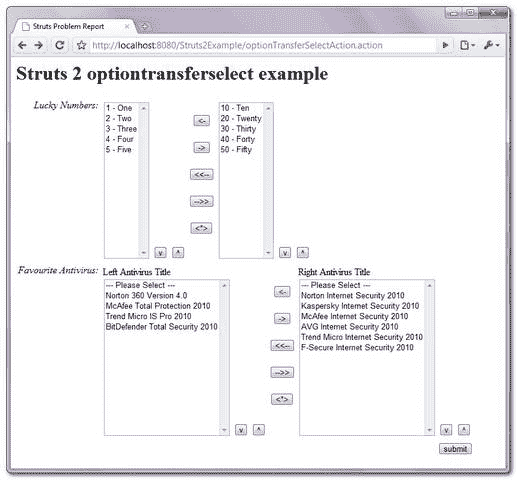 Struts Problem Report
http://localhost:8080/Struts2Example/optionTransferSelectAction.action
Struts 2 optiontransferselect example
Lucky Numbers:
1 - One
2 - Two
3 - Three
4 - Four
5 - Five
<-
->
<<--
-->>
<*>
10 - Ten
20 - Twenty
30 - Thirty
40 - Forty
50 - Fifty
v ^
v ^
Favourite Antivirus:
Left Antivirus Title
--- Please Select ---
Norton 360 Version 4.0
McAfee Total Protection 2010
Trend Micro IS Pro 2010
BitDefender Total Security 2010
<-
->
<<--
-->>
<*>
Right Antivirus Title
--- Please Select ---
Norton Internet Security 2010
Kaspersky Internet Security 2010
McAfee Internet Security 2010
AVG Internet Security 2010
Trend Micro Internet Security 2010
F-Secure Internet Security 2010
v ^
v ^
submit